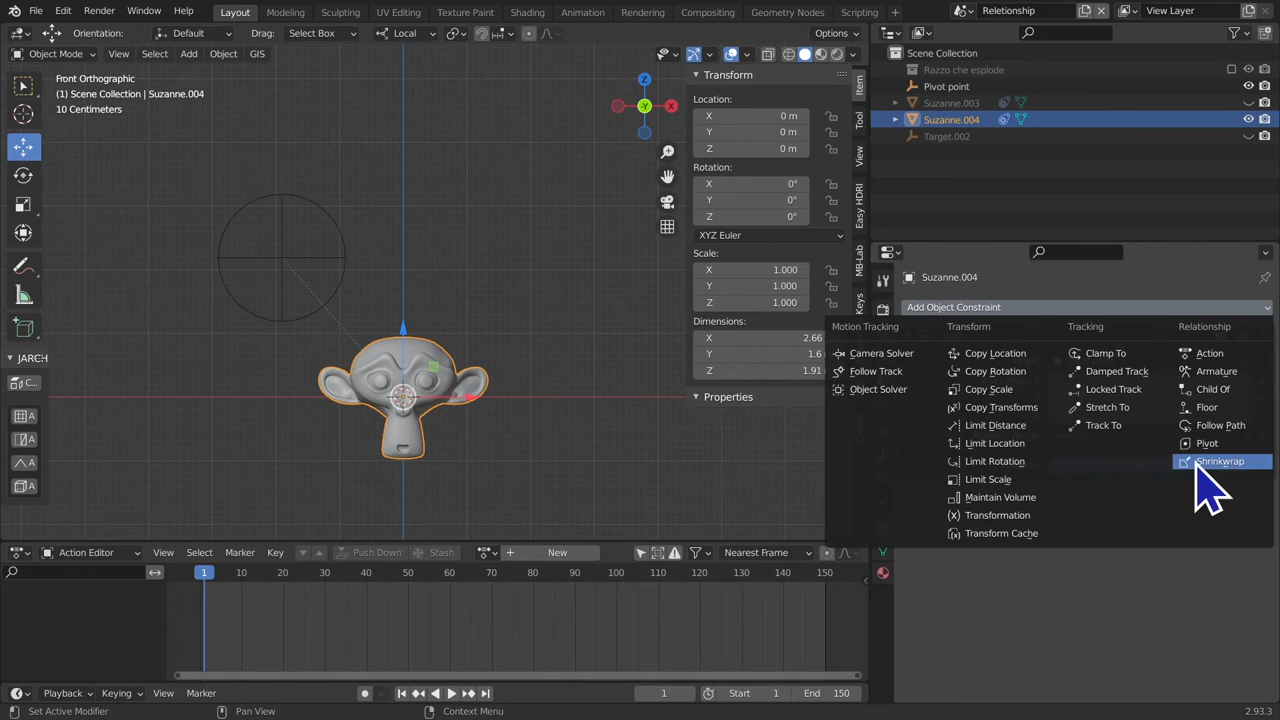 File Edit Render Window Help Layout Modeling Sculpting UV Editing Texture Paint Shading Animation Rendering Compositing Geometry Nodes Scripting + Relationship View Layer
Orientation: Default Drag: Select Box Local Options
Object Mode View Select Add Object GIS
Front Orthographic
(1) Scene Collection | Suzanne.004
10 Centimeters
Z
-Y
X
JARCH
C...
A
A
A
A
Transform
Location:
X 0 m
Y 0 m
Z 0 m
Rotation:
X 0°
Y 0°
Z 0°
XYZ Euler
Scale:
X 1.000
Y 1.000
Z 1.000
Dimensions:
X 2.66
Y 1.6
Z 1.91
Properties
Item
Tool
View
Easy HDRI
MB-Lab
Keys
Scene Collection
Razzo che esplode
Pivot point
Suzanne.003
Suzanne.004
Target.002
Suzanne.004
Add Object Constraint
Motion Tracking
Camera Solver
Follow Track
Object Solver
Transform
Copy Location
Copy Rotation
Copy Scale
Copy Transforms
Limit Distance
Limit Location
Limit Rotation
Limit Scale
Maintain Volume
Transformation
Transform Cache
Tracking
Clamp To
Damped Track
Locked Track
Stretch To
Track To
Relationship
Action
Armature
Child Of
Floor
Follow Path
Pivot
Shrinkwrap
Action Editor View Select Marker Key Push Down Stash + New Nearest Frame
1 10 20 30 40 50 60 70 80 90 100 110 120 130 140 150
Playback Keying View Marker 1 Start 1 End 150
Set Active Modifier Pan View Context Menu 2.93.3